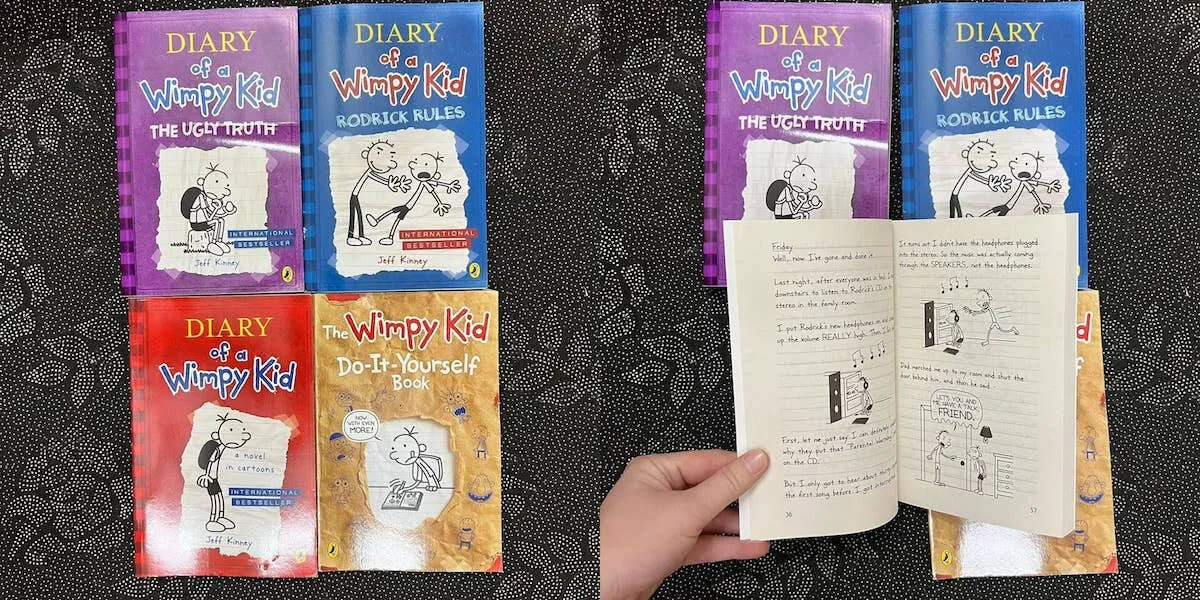 DIARY
of a
Wimpy Kid
THE UGLY TRUTH
INTERNATIONAL
BESTSELLER
Jeff Kinney
DIARY
of a
Wimpy Kid
RODRICK RULES
INTERNATIONAL
BESTSELLER
Jeff Kinney
DIARY
of a
Wimpy Kid
a novel
in cartoons
INTERNATIONAL
BESTSELLER
Jeff Kinney
The Wimpy Kid
Do-It-Yourself
Book
NOW
WITH EVEN
MORE!
DIARY
of a
Wimpy Kid
THE UGLY TRUTH
DIARY
of a
Wimpy Kid
RODRICK RULES
Friday
Well, now I've gone and done it.
Last night, after everyone was in bed, I
downstairs to listen to Rodrick's CD on
stereo in the family room.
I put Rodrick's new headphones on and
up the volume REALLY high. Then I hit
First, let me just say I can definitely
why they put that "Parental Warning"
on the CD.
But I only got to hear about thirty
the first song before I got interrupted
36
It turns out I didn't have the headphones plugged
into the stereo. So the music was actually coming
through the SPEAKERS, not the headphones.
Dad marched me up to my room and shut the
door behind him, and then he said
LET'S YOU AND
ME HAVE A TALK,
FRIEND.
37
d